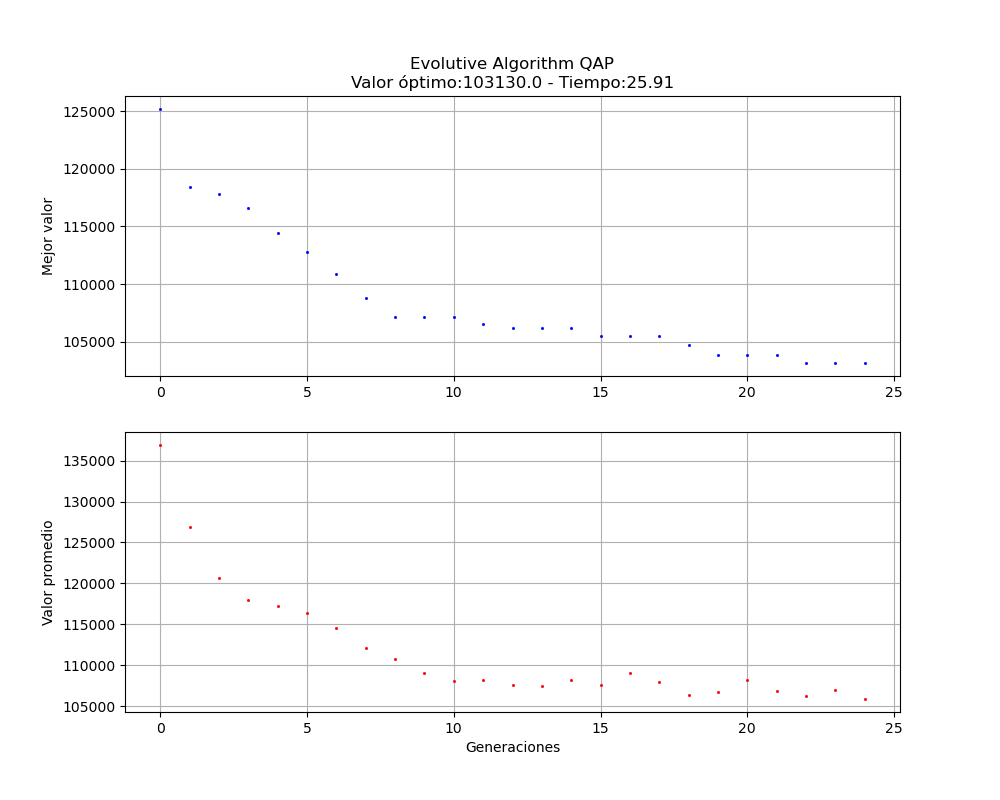 Evolutive Algorithm QAP
Valor óptimo:103130.0 - Tiempo:25.91
125000
120000
115000
110000
105000
Mejor valor
0 5 10 15 20 25
135000
130000
125000
120000
115000
110000
105000
Valor promedio
0 5 10 15 20 25
Generaciones